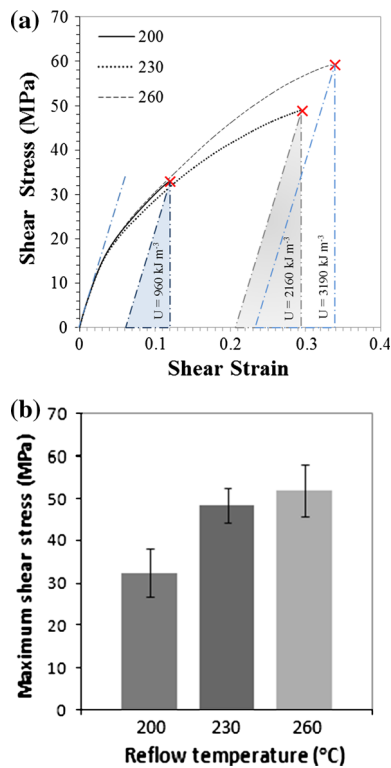 (a)
70
60
50
40
30
20
10
0
Shear Stress (MPa)
200
230
260
U = 960 kJ m-3
U = 2160 kJ m-3
U = 3190 kJ m-3
0 0.1 0.2 0.3 0.4
Shear Strain
(b)
70
60
50
40
30
20
10
0
Maximum shear stress (MPa)
200 230 260
Reflow temperature (°C)